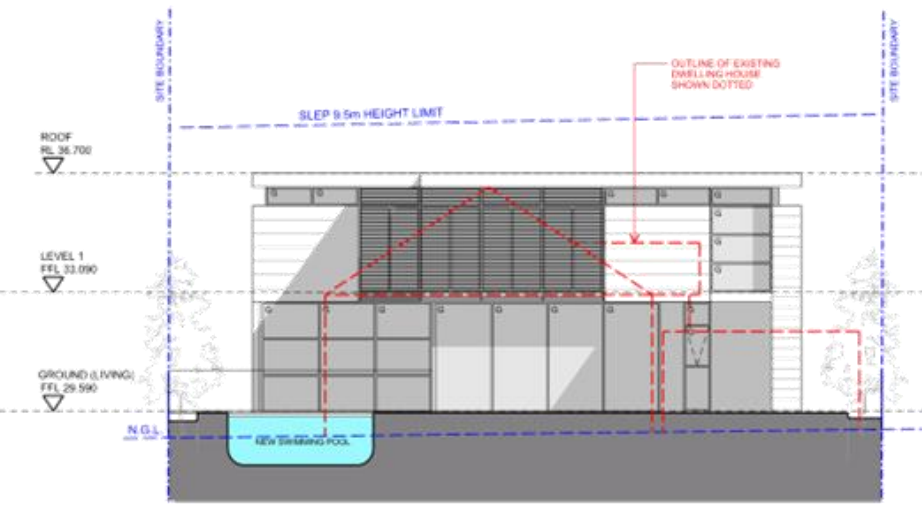 SITE BOUNDARY
SITE BOUNDARY
OUTLINE OF EXISTING
DWELLING HOUSE
SHOWN DOTTED
SLEP 9.5m HEIGHT LIMIT
ROOF
RL 36.700
G G G G G
G
G
LEVEL 1
FFL 33.090
G G G G G G G
GROUND (LIVING)
FFL 29.590
N.G.L.
NEW SWIMMING POOL